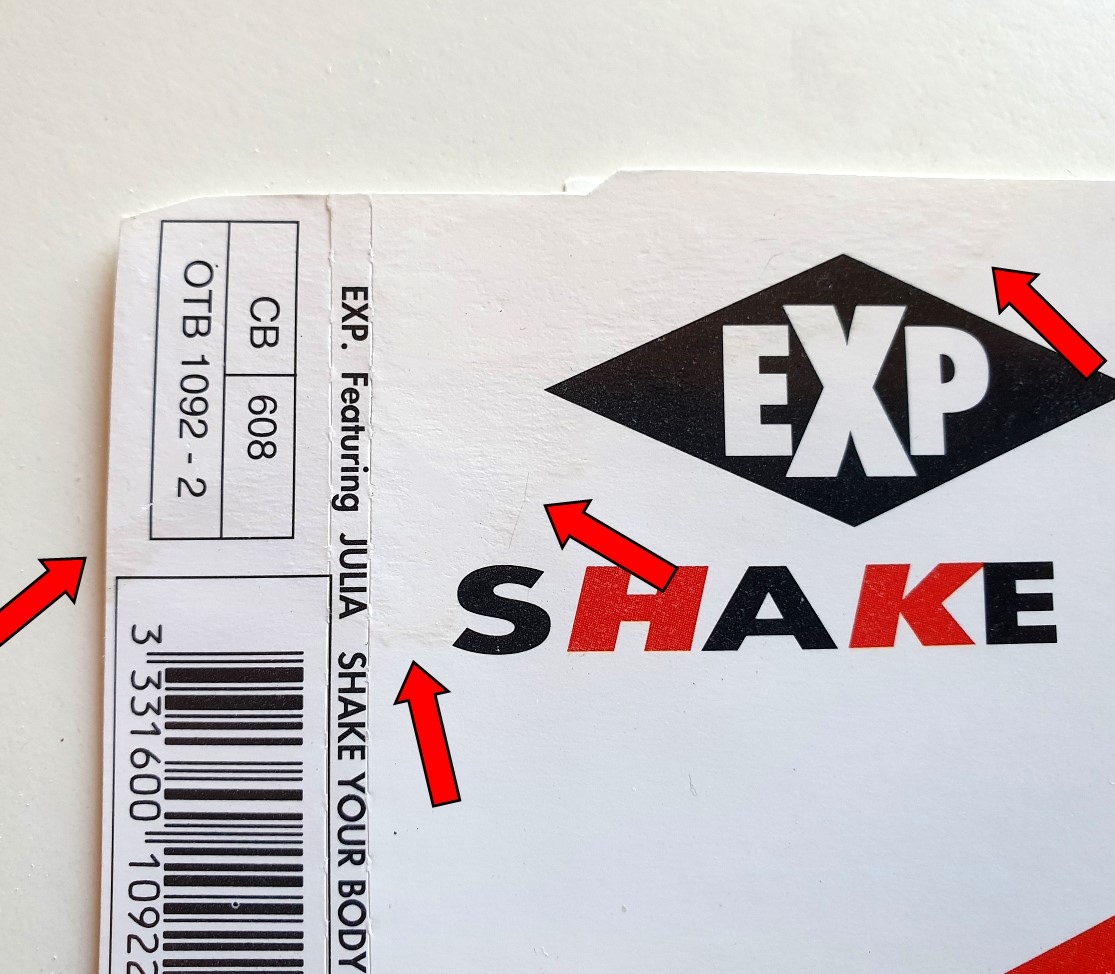 CB 608
OTB 1092 - 2
EXP. Featuring JULIA SHAKE YOUR BODY
3 331600 10922
EXP
SHAKE